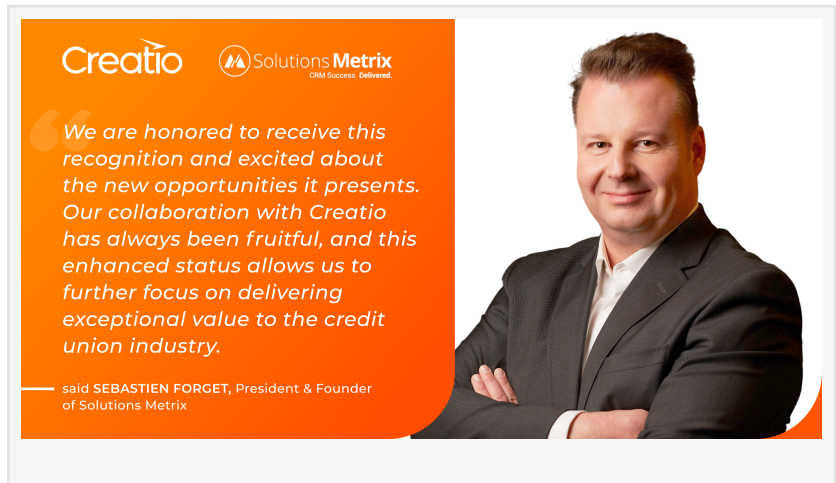 Creatio
Solutions Metrix
CRM Success. Delivered.
“
We are honored to receive this
recognition and excited about
the new opportunities it presents.
Our collaboration with Creatio
has always been fruitful, and this
enhanced status allows us to
further focus on delivering
exceptional value to the credit
union industry.
said SEBASTIEN FORGET, President & Founder
of Solutions Metrix